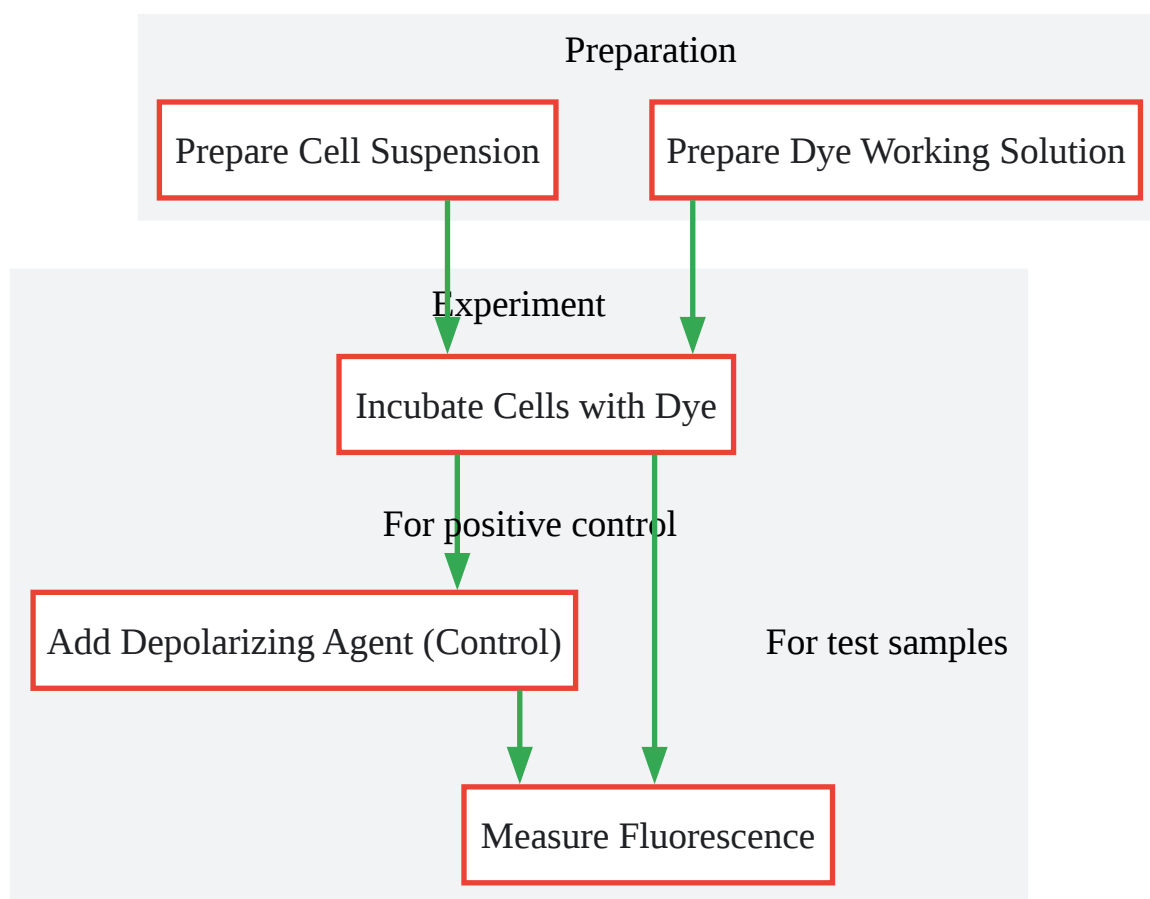 Preparation
Prepare Cell Suspension
Prepare Dye Working Solution
Experiment
Incubate Cells with Dye
For positive control
Add Depolarizing Agent (Control)
For test samples
Measure Fluorescence